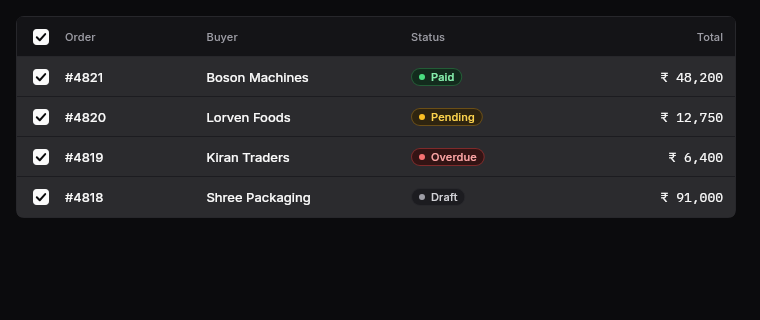 Order Buyer Status Total
#4821 Boson Machines Paid ₹ 48,200
#4820 Lorven Foods Pending ₹ 12,750
#4819 Kiran Traders Overdue ₹ 6,400
#4818 Shree Packaging Draft ₹ 91,000